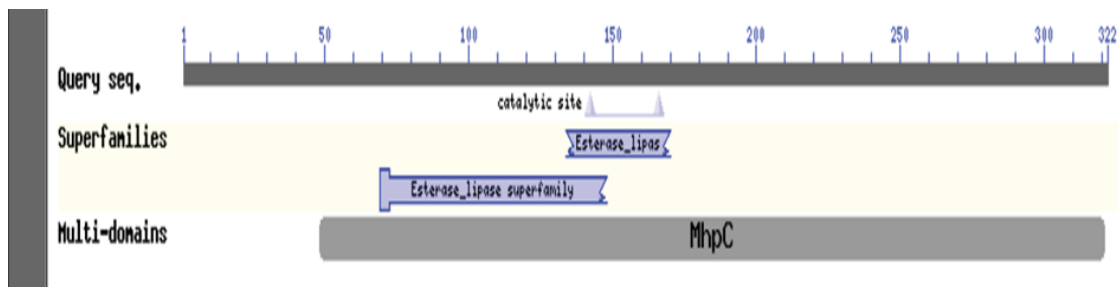 1 50 100 150 200 250 300 322
Query seq.
catalytic site
Superfamilies
Esterase_lipas
Esterase_lipase superfamily
Multi-domains
MhpC